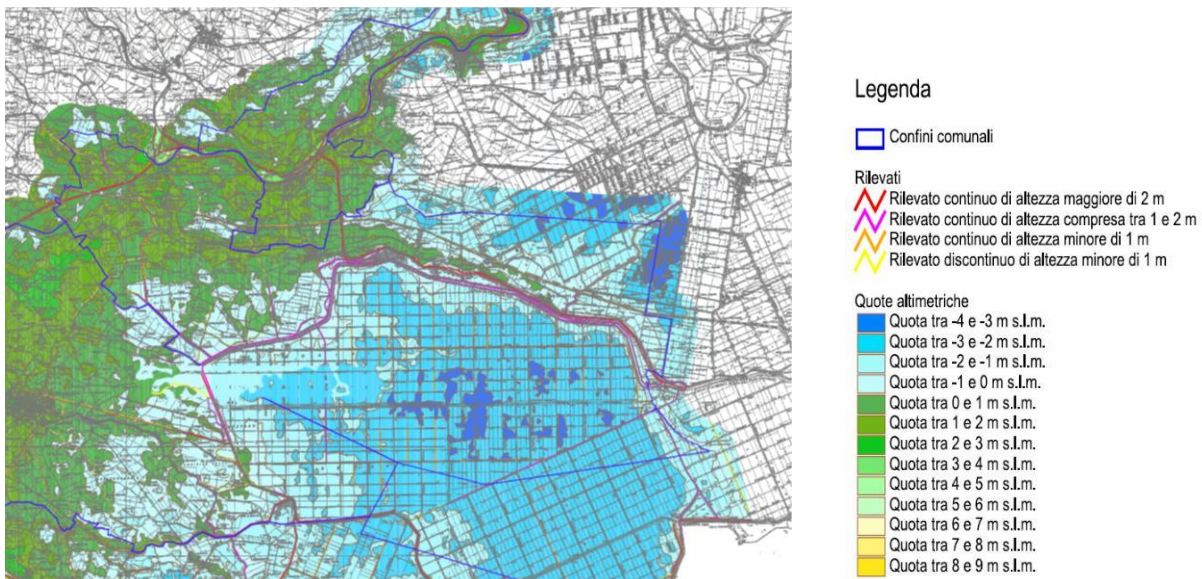 Legenda
Confini comunali
Rilevati
Rilevato continuo di altezza maggiore di 2 m
Rilevato continuo di altezza compresa tra 1 e 2 m
Rilevato continuo di altezza minore di 1 m
Rilevato discontinuo di altezza minore di 1 m
Quote altimetriche
Quota tra -4 e -3 m s.l.m.
Quota tra -3 e -2 m s.l.m.
Quota tra -2 e -1 m s.l.m.
Quota tra -1 e 0 m s.l.m.
Quota tra 0 e 1 m s.l.m.
Quota tra 1 e 2 m s.l.m.
Quota tra 2 e 3 m s.l.m.
Quota tra 3 e 4 m s.l.m.
Quota tra 4 e 5 m s.l.m.
Quota tra 5 e 6 m s.l.m.
Quota tra 6 e 7 m s.l.m.
Quota tra 7 e 8 m s.l.m.
Quota tra 8 e 9 m s.l.m.